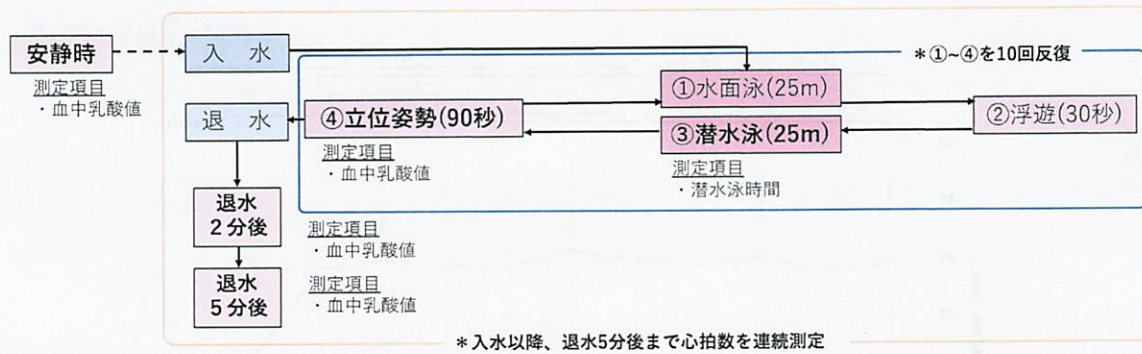 安静時
測定項目
・血中乳酸値
入 水
＊①~④を10回反復
①水面泳(25m)
②浮遊(30秒)
③潜水泳(25m)
測定項目
・潜水泳時間
④立位姿勢(90秒)
測定項目
・血中乳酸値
退 水
退水
2分後
測定項目
・血中乳酸値
退水
5分後
測定項目
・血中乳酸値
＊入水以降、退水5分後まで心拍数を連続測定